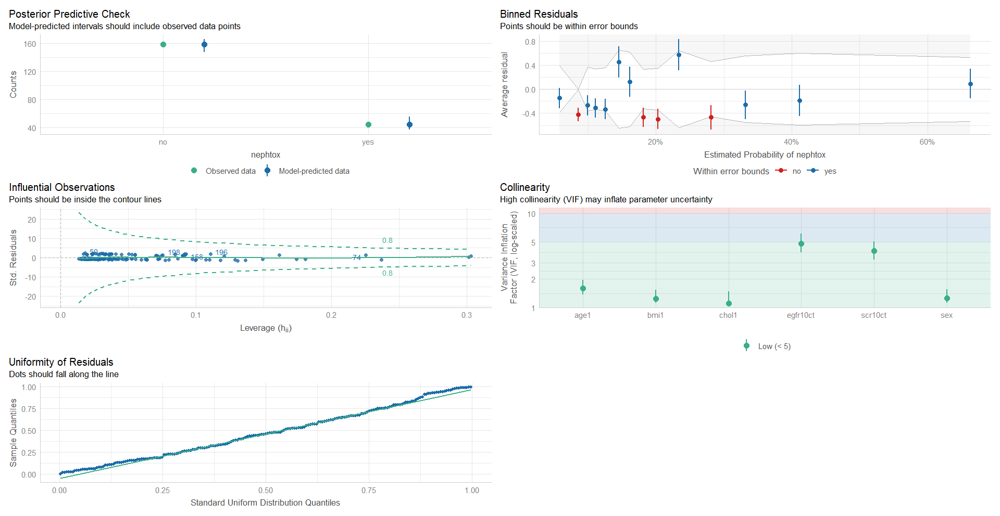 Posterior Predictive Check
Model-predicted intervals should include observed data points
Counts
160
120
80
40
no
yes
nephtox
Observed data
Model-predicted data
Binned Residuals
Points should be within error bounds
Average residual
0.8
0.4
0.0
-0.4
20%
40%
60%
Estimated Probability of nephtox
Within error bounds
no
yes
Influential Observations
Points should be inside the contour lines
Std. Residuals
20
10
0
-10
-20
0.8
0.8
198
158
196
74
0.0
0.1
0.2
0.3
Leverage (hii)
Collinearity
High collinearity (VIF) may inflate parameter uncertainty
Variance Inflation
Factor (VIF, log-scaled)
10
5
3
2
1
age1
bmi1
chol1
egfr10ct
scr10ct
sex
Low (< 5)
Uniformity of Residuals
Dots should fall along the line
Sample Quantiles
1.00
0.75
0.50
0.25
0.00
0.00
0.25
0.50
0.75
1.00
Standard Uniform Distribution Quantiles